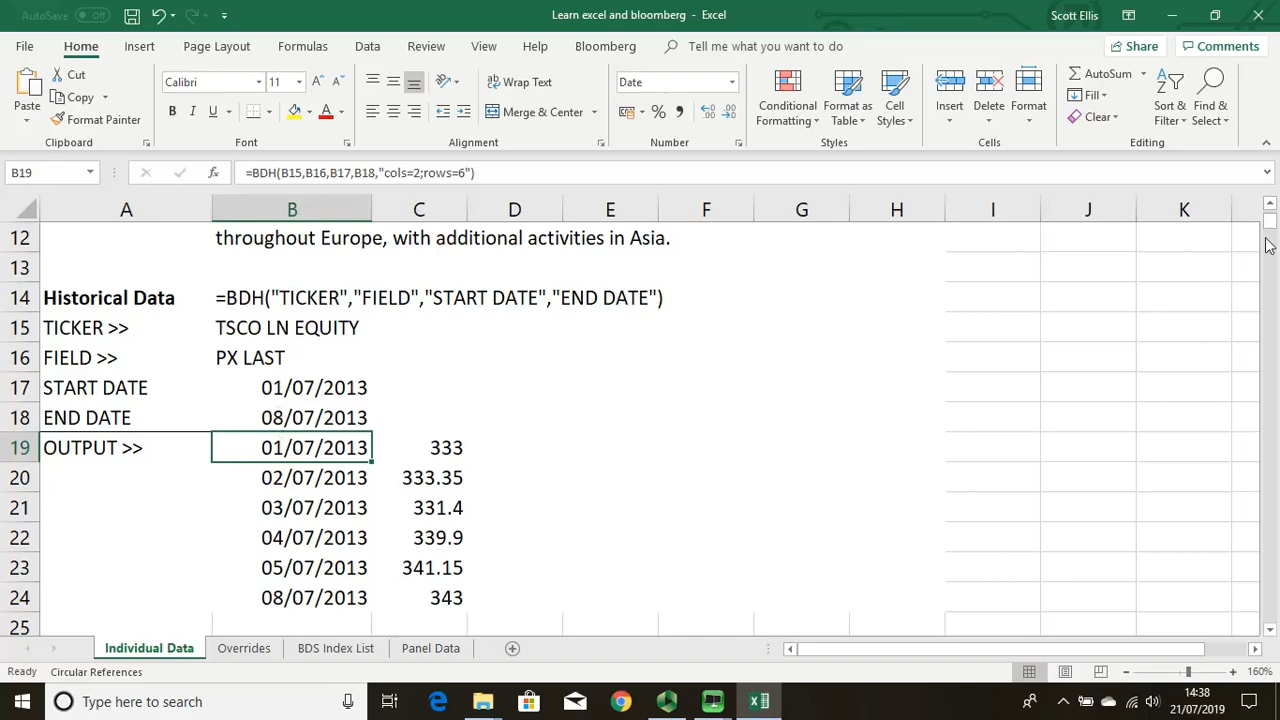 AutoSave Off Learn excel and bloomberg - Excel Scott Ellis
File Home Insert Page Layout Formulas Data Review View Help Bloomberg Tell me what you want to do Share Comments
Paste Cut Copy Format Painter Clipboard
Calibri 11 B I U A Font
Wrap Text Merge & Center Alignment
Date % Number
Conditional Formatting Format as Table Cell Styles Styles
Insert Delete Format Cells
AutoSum Fill Clear Sort & Filter Find & Select Editing
B19 fx =BDH(B15,B16,B17,B18,"cols=2;rows=6")
A B C D E F G H I J K
12 throughout Europe, with additional activities in Asia.
13
14 Historical Data =BDH("TICKER","FIELD","START DATE","END DATE")
15 TICKER >> TSCO LN EQUITY
16 FIELD >> PX LAST
17 START DATE 01/07/2013
18 END DATE 08/07/2013
19 OUTPUT >> 01/07/2013 333
20 02/07/2013 333.35
21 03/07/2013 331.4
22 04/07/2013 339.9
23 05/07/2013 341.15
24 08/07/2013 343
25
Individual Data Overrides BDS Index List Panel Data
Ready Circular References 160%
Type here to search 14:38
21/07/2019